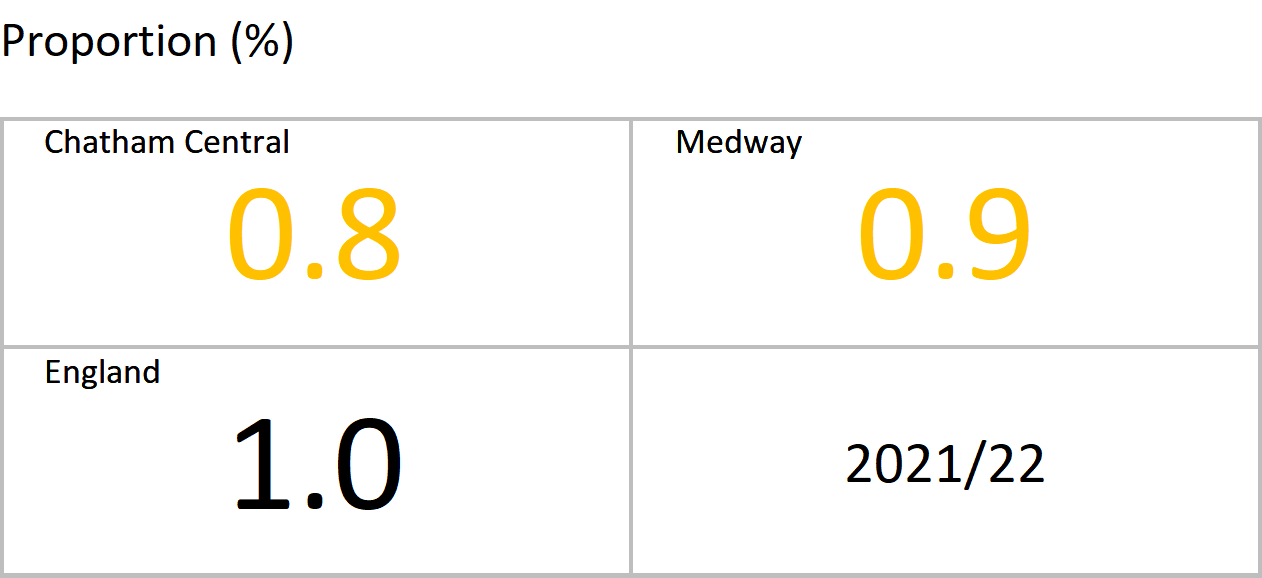 Proportion (%)
Chatham Central
0.8
Medway
0.9
England
1.0
2021/22